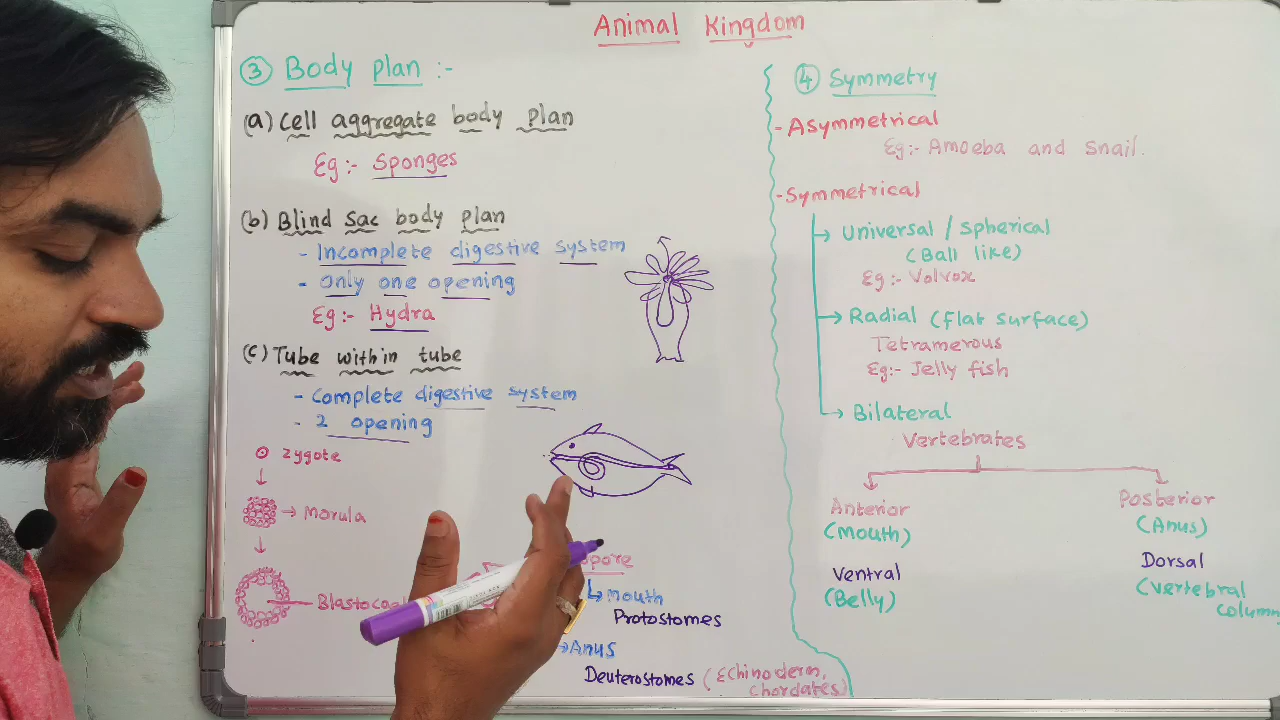 Animal Kingdom
③ Body plan :-
(a) Cell aggregate body plan
Eg:- Sponges
(b) Blind sac body plan
- Incomplete digestive system
- Only one opening
Eg:- Hydra
(c) Tube within tube
- Complete digestive system
- 2 opening
zygote
Morula
mouth
Protostomes
Anus
Deuterostomes (Echinoderm,
chordates)
④ Symmetry
- Asymmetrical
Eg:- Amoeba and Snail.
- Symmetrical
Universal / Spherical
(Ball like)
Eg:- Volvox
Radial (flat surface)
Tetramerous
Eg:- Jelly fish
Bilateral
Vertebrates
Anterior
(Mouth)
Ventral
(Belly)
Posterior
(Anus)
Dorsal
(Vertebral
column